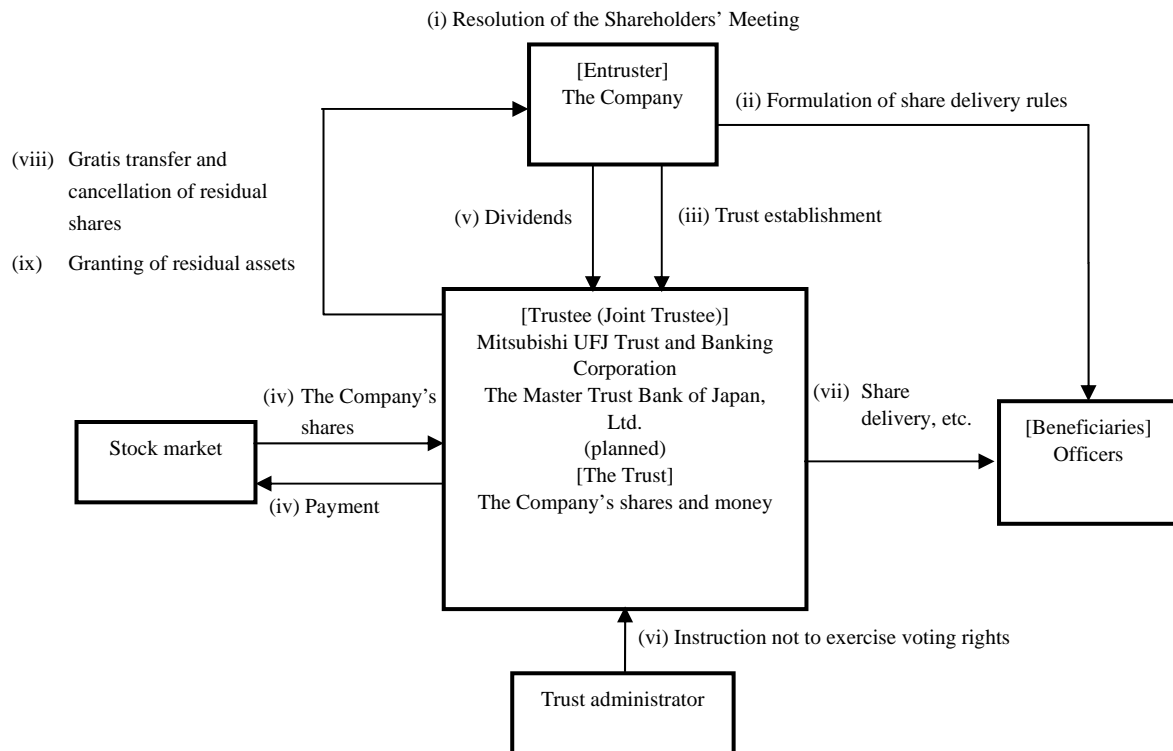 (i) Resolution of the Shareholders’ Meeting
[Entruster]
The Company
(ii) Formulation of share delivery rules
(viii) Gratis transfer and
cancellation of residual
shares
(ix) Granting of residual assets
(v) Dividends
(iii) Trust establishment
[Trustee (Joint Trustee)]
Mitsubishi UFJ Trust and Banking
Corporation
The Master Trust Bank of Japan,
Ltd.
(planned)
[The Trust]
The Company’s shares and money
(iv) The Company’s
shares
Stock market
(iv) Payment
(vii) Share
delivery, etc.
[Beneficiaries]
Officers
(vi) Instruction not to exercise voting rights
Trust administrator